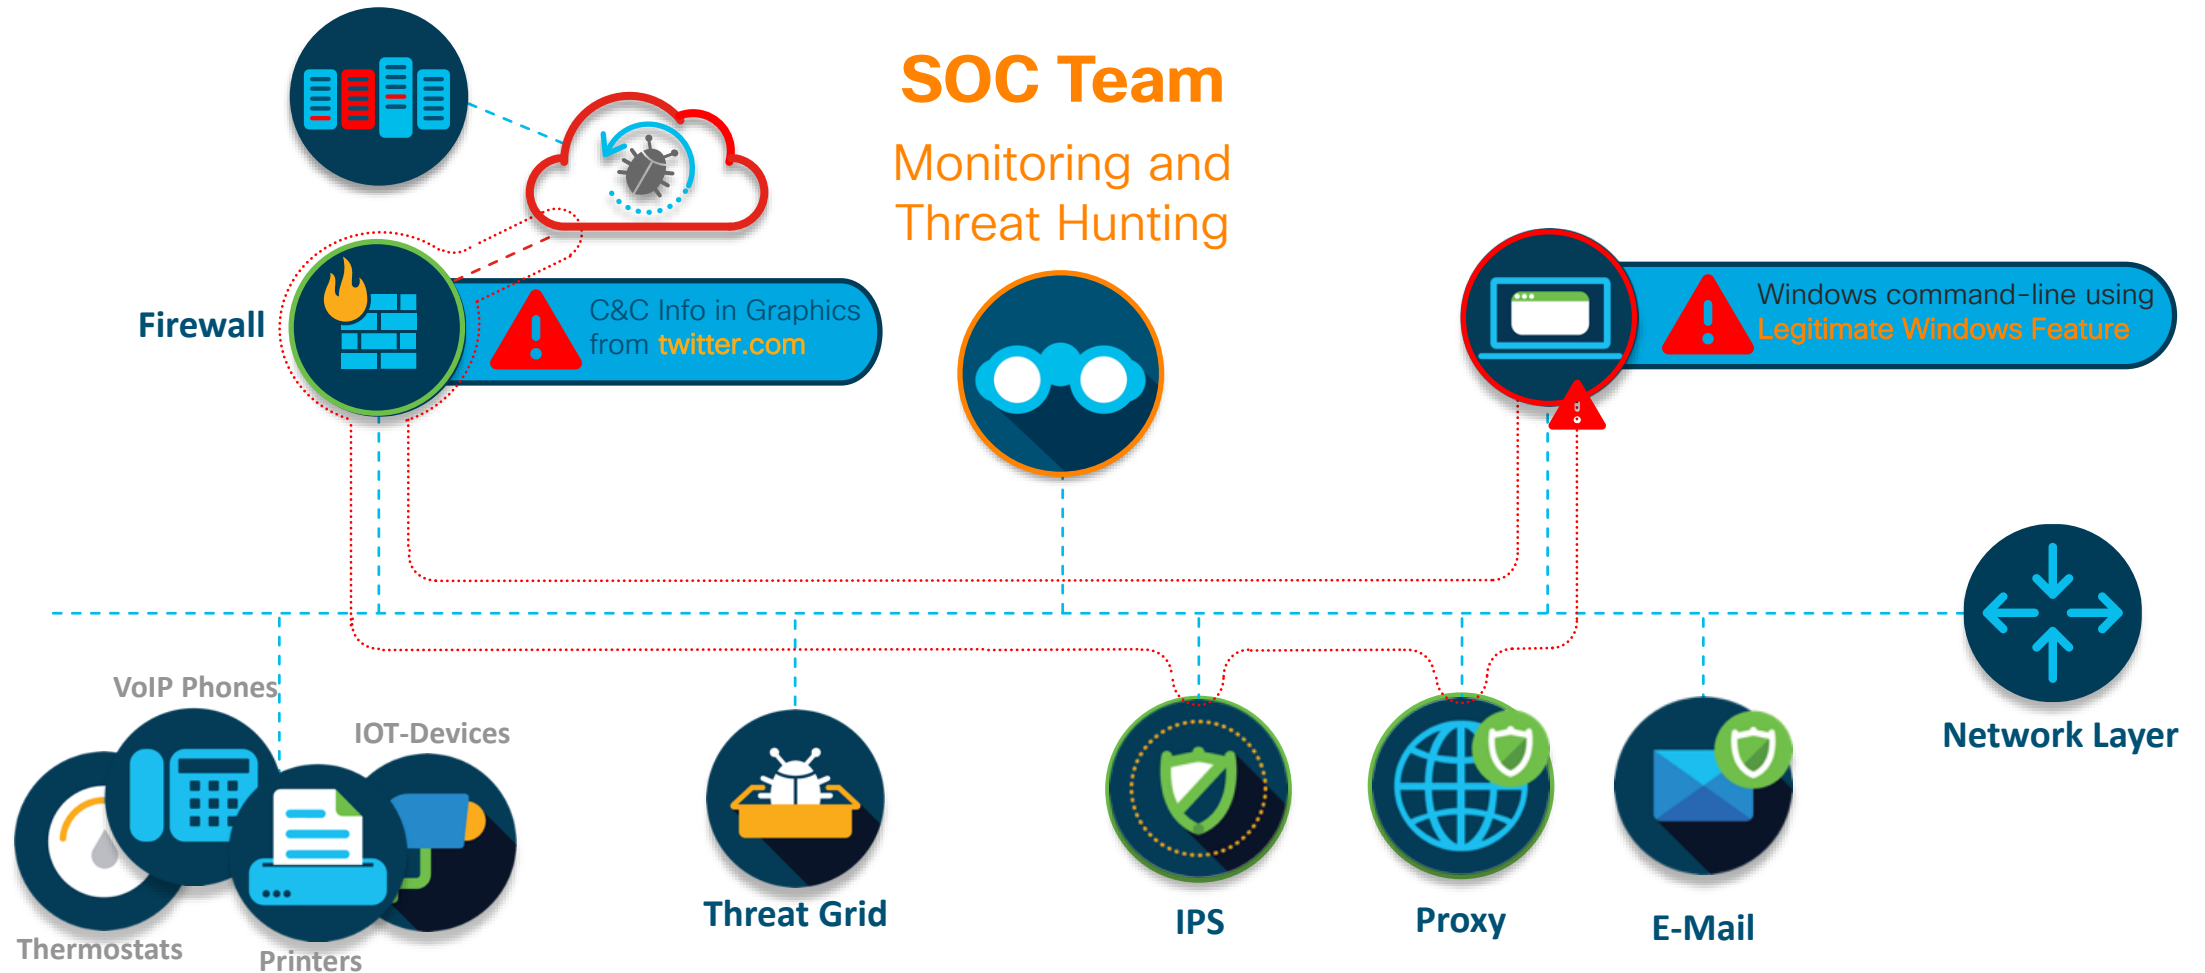 SOC Team
Monitoring and
Threat Hunting
Firewall
C&C Info in Graphics
from twitter.com
Windows command-line using
Legitimate Windows Feature
VoIP Phones
IOT-Devices
Thermostats
Printers
Threat Grid
IPS
Proxy
E-Mail
Network Layer